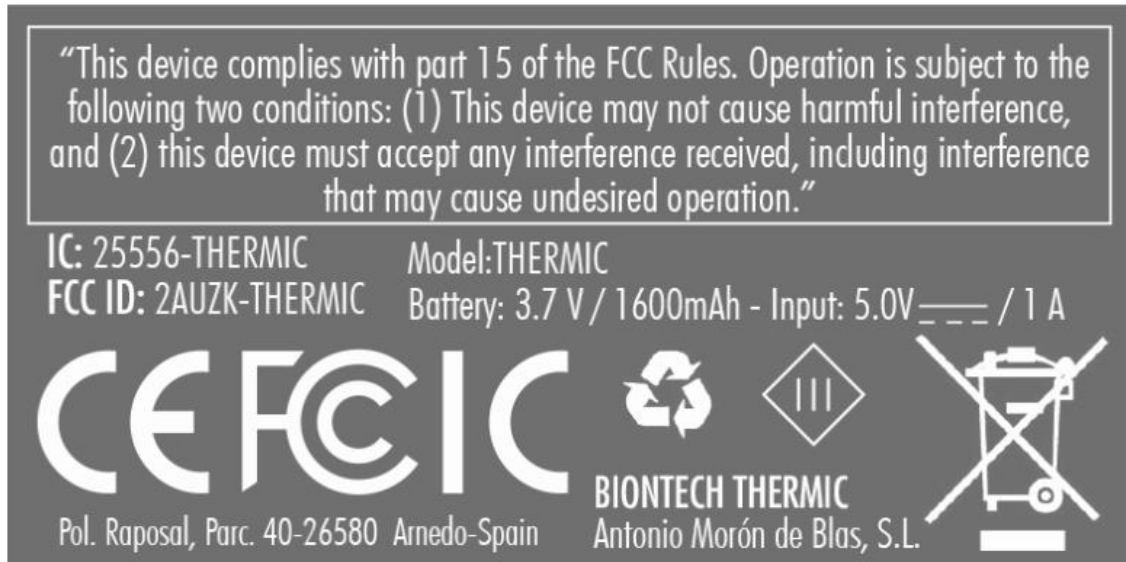 “This device complies with part 15 of the FCC Rules. Operation is subject to the
following two conditions: (1) This device may not cause harmful interference,
and (2) this device must accept any interference received, including interference
that may cause undesired operation.”
IC: 25556-THERMIC
FCC ID: 2AUZK-THERMIC
Model:THERMIC
Battery: 3.7 V / 1600mAh - Input: 5.0V⎓ / 1 A
CE FCC IC
III
BIONTECH THERMIC
Pol. Raposal, Parc. 40-26580 Arnedo-Spain
Antonio Morón de Blas, S.L.